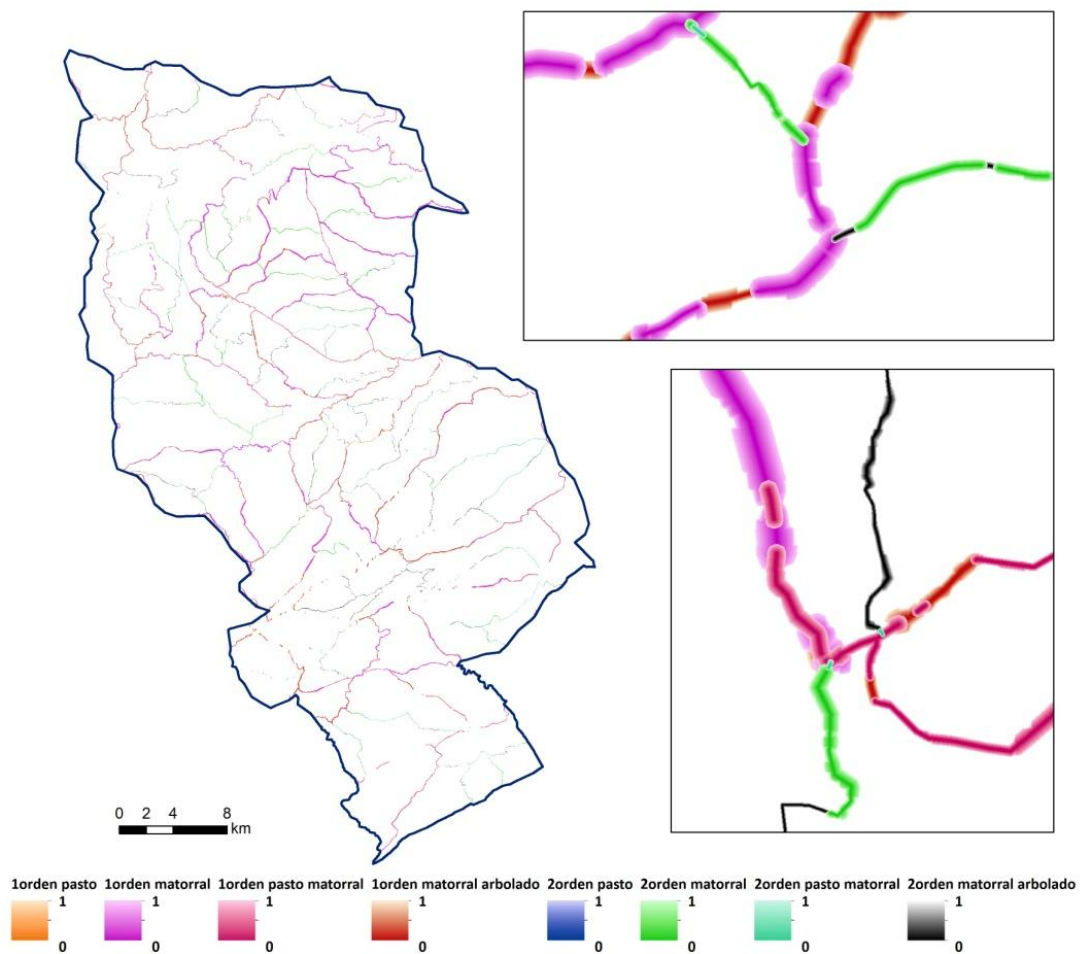 0 2 4 8
km
1orden pasto 1orden matorral 1orden pasto matorral 1orden matorral arbolado 2orden pasto 2orden matorral 2orden pasto matorral 2orden matorral arbolado
1 1 1 1 1 1 1 1
0 0 0 0 0 0 0 0